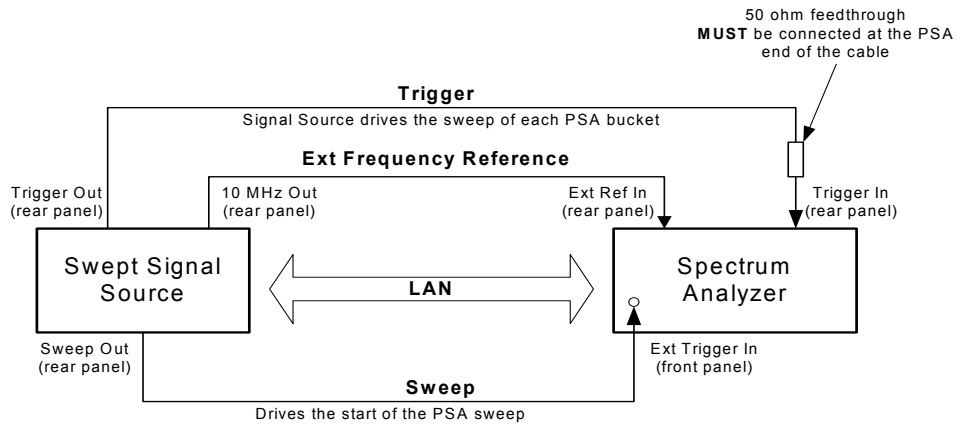 50 ohm feedthrough
MUST be connected at the PSA
end of the cable
Trigger
Signal Source drives the sweep of each PSA bucket
Ext Frequency Reference
Trigger Out
(rear panel)
10 MHz Out
(rear panel)
Ext Ref In
(rear panel)
Trigger In
(rear panel)
Swept Signal
Source
LAN
Spectrum
Analyzer
Sweep Out
(rear panel)
Ext Trigger In
(front panel)
Sweep
Drives the start of the PSA sweep